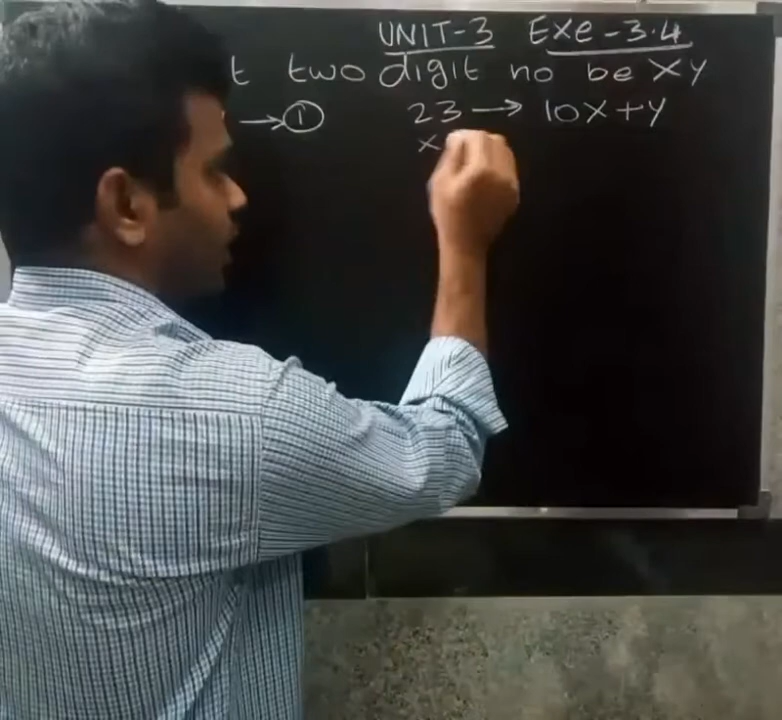 UNIT-3 EXe-3.4
t two digit no be xy
→① 23 → 10x+y
x